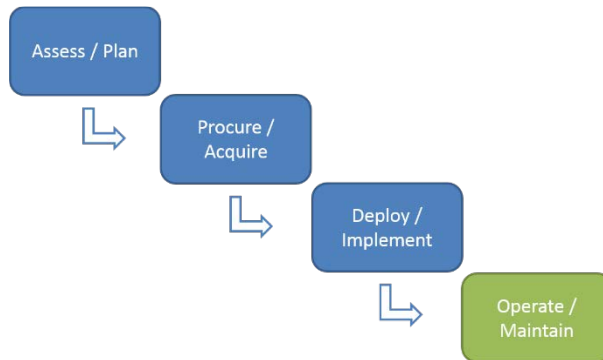 Assess / Plan
Procure /
Acquire
Deploy /
Implement
Operate /
Maintain